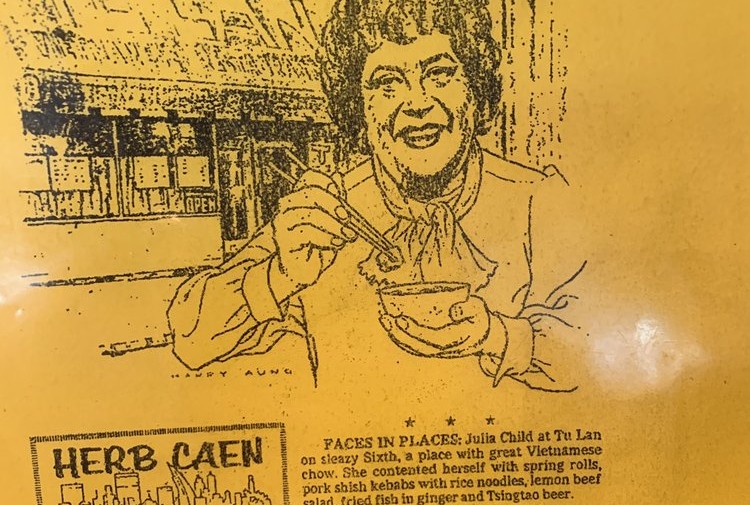 OPEN
HARRY AUNG
HERB CAEN
FACES IN PLACES: Julia Child at Tu Lan
on sleazy Sixth, a place with great Vietnamese
chow. She contented herself with spring rolls,
pork shish kebabs with rice noodles, lemon beef
salad, fried fish in ginger and Tsingtao beer.